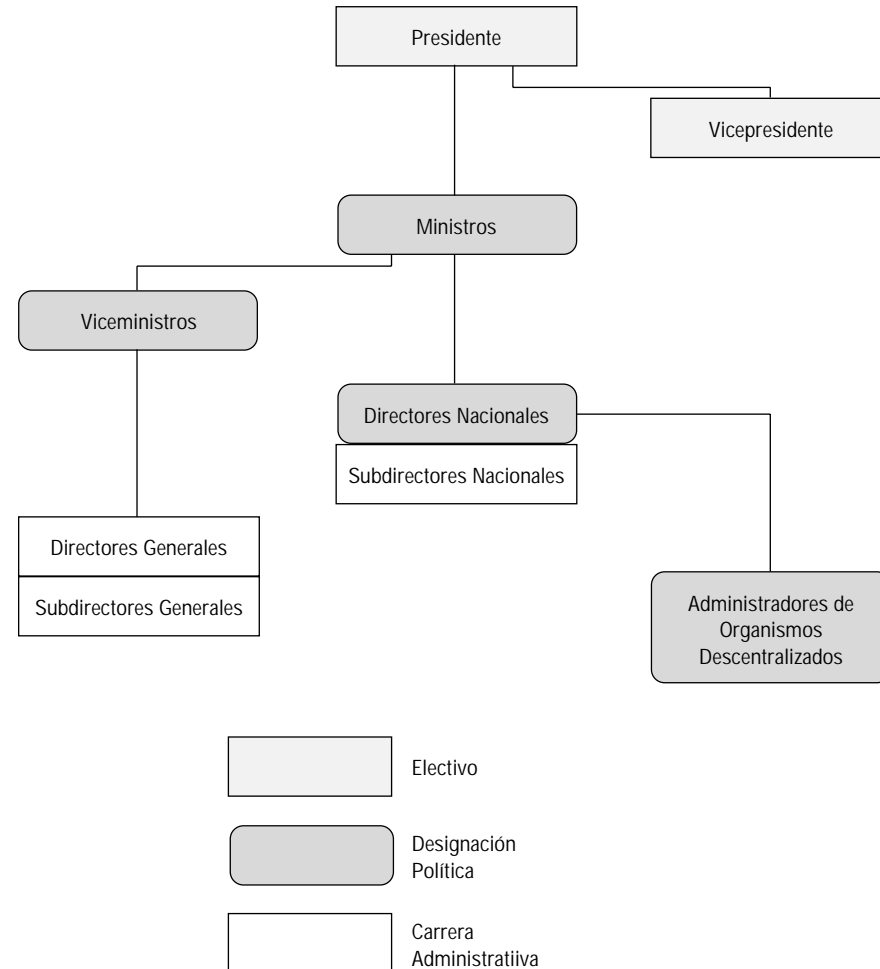 Presidente
Vicepresidente
Ministros
Viceministros
Directores Nacionales
Subdirectores Nacionales
Directores Generales
Subdirectores Generales
Administradores de
Organismos
Descentralizados
Electivo
Designación
Política
Carrera
Administratiiva